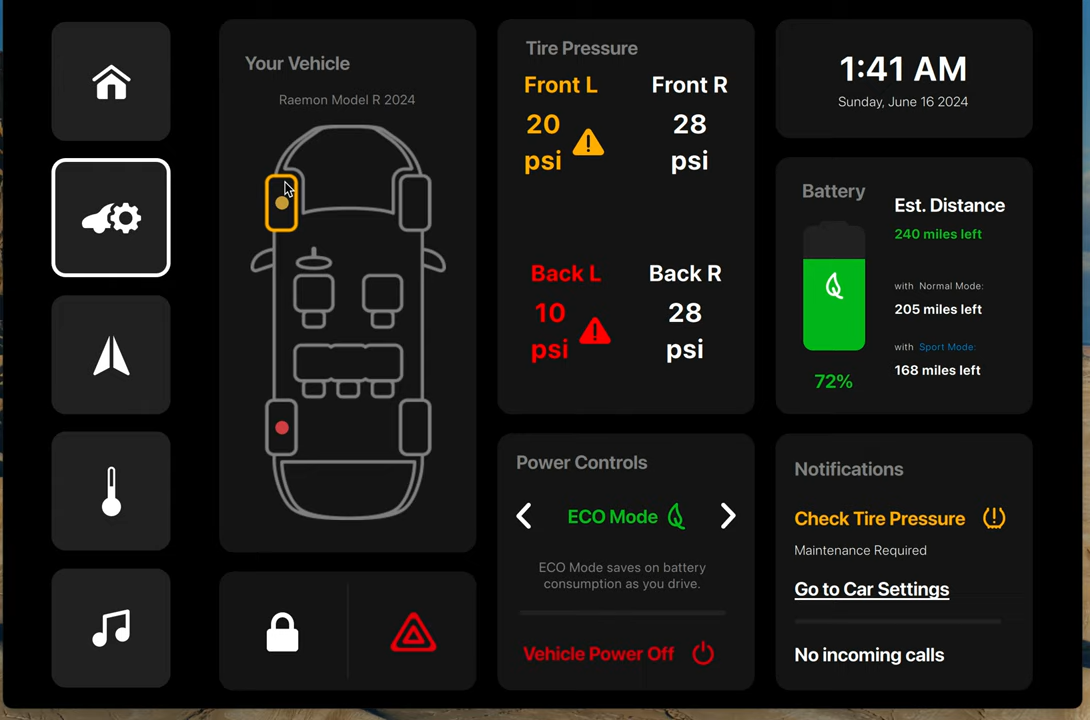 Your Vehicle
Raemon Model R 2024
Tire Pressure
Front L
Front R
20
psi
28
psi
Back L
Back R
10
psi
28
psi
1:41 AM
Sunday, June 16 2024
Battery
72%
Est. Distance
240 miles left
with Normal Mode:
205 miles left
with Sport Mode:
168 miles left
Power Controls
ECO Mode
ECO Mode saves on battery
consumption as you drive.
Vehicle Power Off
Notifications
Check Tire Pressure
Maintenance Required
Go to Car Settings
No incoming calls